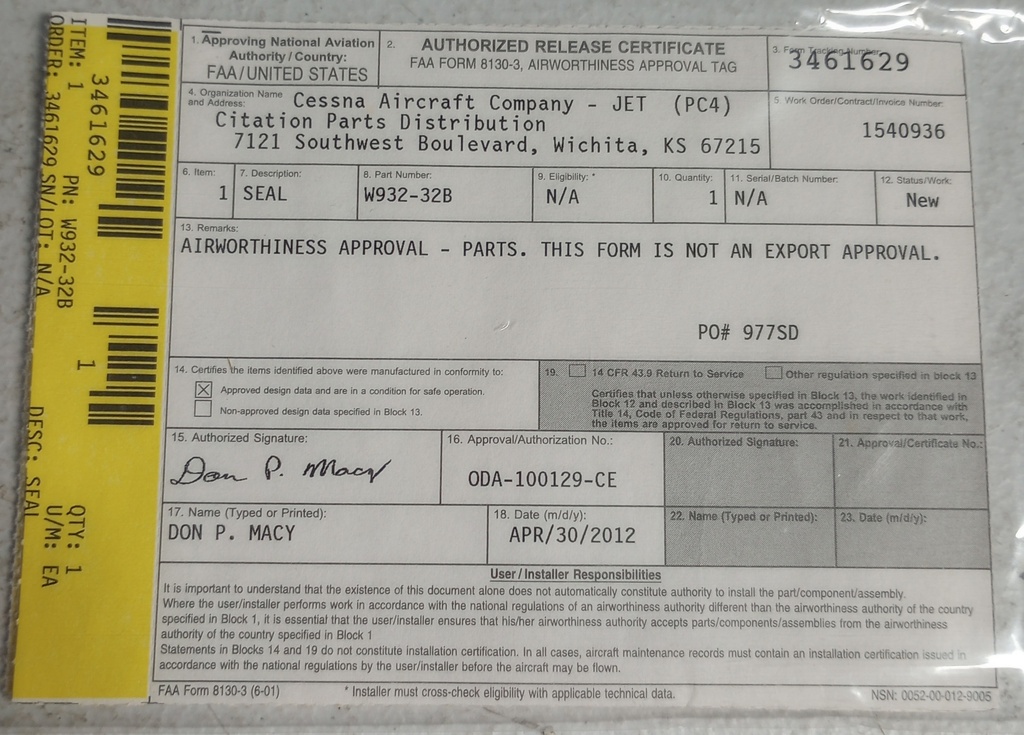 ITEM: 1
3461629
PN: W932-32B
1
QTY: 1
ORDER: 3461629 SN/LOT: N/A
DESC: SEAL
U/M: EA
1. Approving National Aviation
Authority / Country:
FAA/UNITED STATES
2.
AUTHORIZED RELEASE CERTIFICATE
FAA FORM 8130-3, AIRWORTHINESS APPROVAL TAG
3. Form Tracking Number:
3461629
4. Organization Name
and Address:
Cessna Aircraft Company - JET (PC4)
Citation Parts Distribution
7121 Southwest Boulevard, Wichita, KS 67215
5. Work Order/Contract/Invoice Number:
1540936
6. Item:
1
7. Description:
SEAL
8. Part Number:
W932-32B
9. Eligibility: *
N/A
10. Quantity:
1
11. Serial/Batch Number:
N/A
12. Status/Work:
New
13. Remarks:
AIRWORTHINESS APPROVAL - PARTS. THIS FORM IS NOT AN EXPORT APPROVAL.
PO# 977SD
14. Certifies the items identified above were manufactured in conformity to:
Approved design data and are in a condition for safe operation.
Non-approved design data specified in Block 13.
19. 14 CFR 43.9 Return to Service Other regulation specified in block 13
Certifies that unless otherwise specified in Block 13, the work identified in
Block 12 and described in Block 13 was accomplished in accordance with
Title 14, Code of Federal Regulations, part 43 and in respect to that work,
the items are approved for return to service.
15. Authorized Signature:
Don P. Macy
16. Approval/Authorization No.:
ODA-100129-CE
20. Authorized Signature:
21. Approval/Certificate No.:
17. Name (Typed or Printed):
DON P. MACY
18. Date (m/d/y):
APR/30/2012
22. Name (Typed or Printed):
23. Date (m/d/y):
User / Installer Responsibilities
It is important to understand that the existence of this document alone does not automatically constitute authority to install the part/component/assembly.
Where the user/installer performs work in accordance with the national regulations of an airworthiness authority different than the airworthiness authority of the country
specified in Block 1, it is essential that the user/installer ensures that his/her airworthiness authority accepts parts/components/assemblies from the airworthiness
authority of the country specified in Block 1
Statements in Blocks 14 and 19 do not constitute installation certification. In all cases, aircraft maintenance records must contain an installation certification issued in
accordance with the national regulations by the user/installer before the aircraft may be flown.
FAA Form 8130-3 (6-01)
* Installer must cross-check eligibility with applicable technical data.
NSN: 0052-00-012-9005